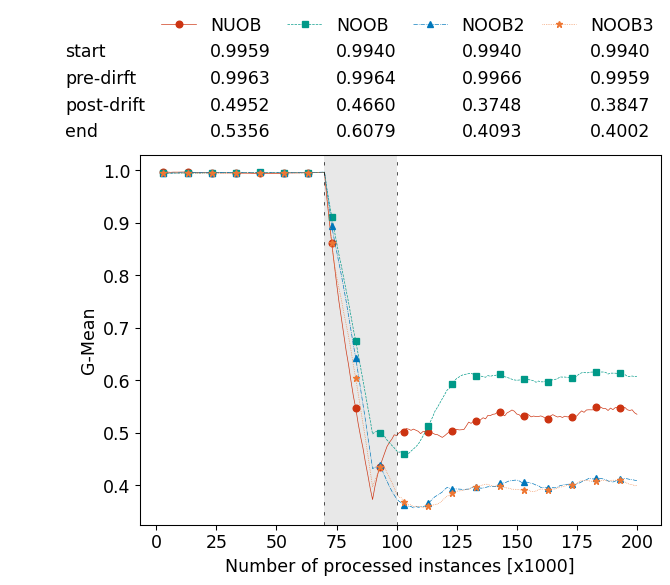 NUOB NOOB NOOB2 NOOB3
start 0.9959 0.9940 0.9940 0.9940
pre-dirft 0.9963 0.9964 0.9966 0.9959
post-drift 0.4952 0.4660 0.3748 0.3847
end 0.5356 0.6079 0.4093 0.4002
1.0
0.9
0.8
0.7
0.6
0.5
0.4
G-Mean
0 25 50 75 100 125 150 175 200
Number of processed instances [x1000]